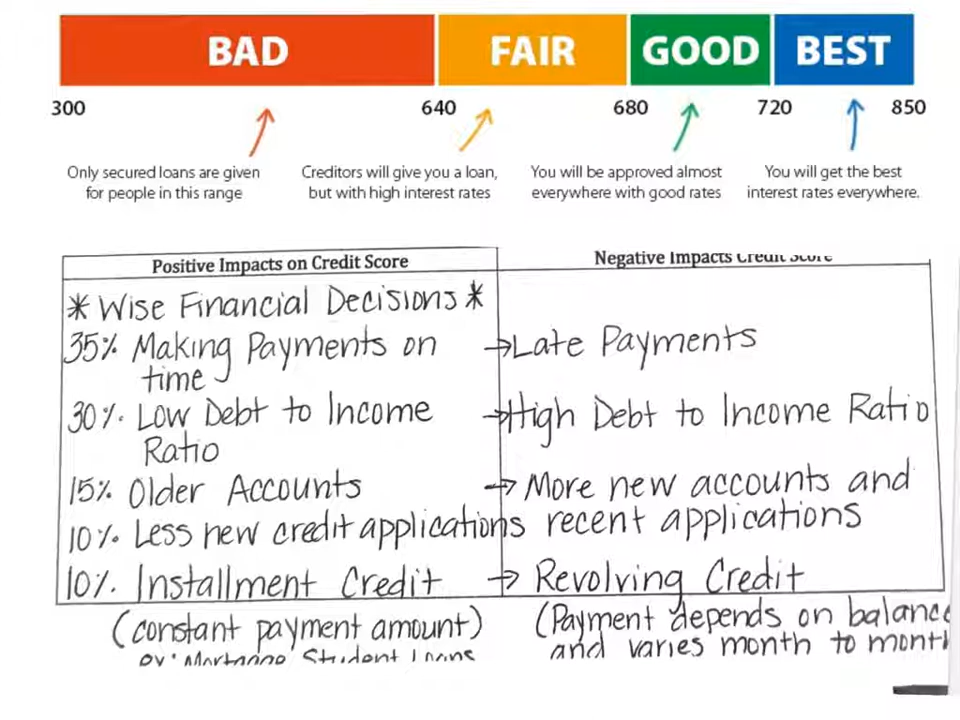 BAD FAIR GOOD BEST
300 640 680 720 850
Only secured loans are given
for people in this range
Creditors will give you a loan,
but with high interest rates
You will be approved almost
everywhere with good rates
You will get the best
interest rates everywhere.
Positive Impacts on Credit Score
Negative Impacts Credit Score
*Wise Financial Decisions*
35% Making Payments on
time
→Late Payments
30% Low Debt to Income
Ratio
→High Debt to Income Ratio
15% Older Accounts
10% Less new credit applications
→ More new accounts and
recent applications
10% Installment Credit
(constant payment amount)
ex: Mortgage Student Loans
→ Revolving Credit
(Payment depends on balance
and varies month to month